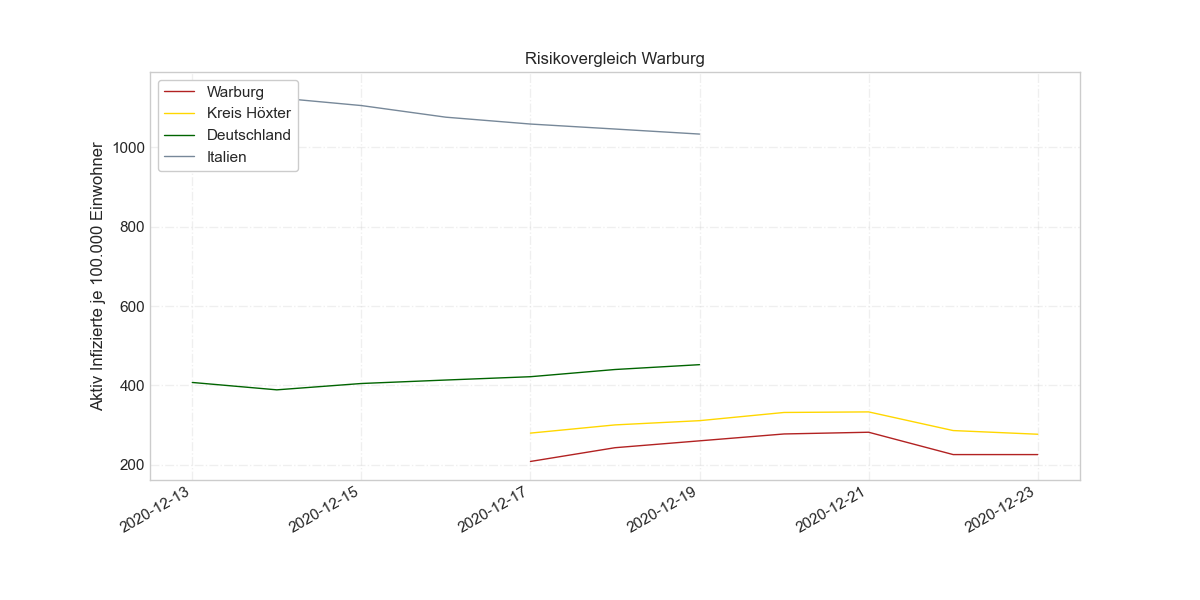 Risikovergleich Warburg
Warburg
Kreis Höxter
Deutschland
Italien
Aktiv Infizierte je 100.000 Einwohner
1000
800
600
400
200
2020-12-13
2020-12-15
2020-12-17
2020-12-19
2020-12-21
2020-12-23